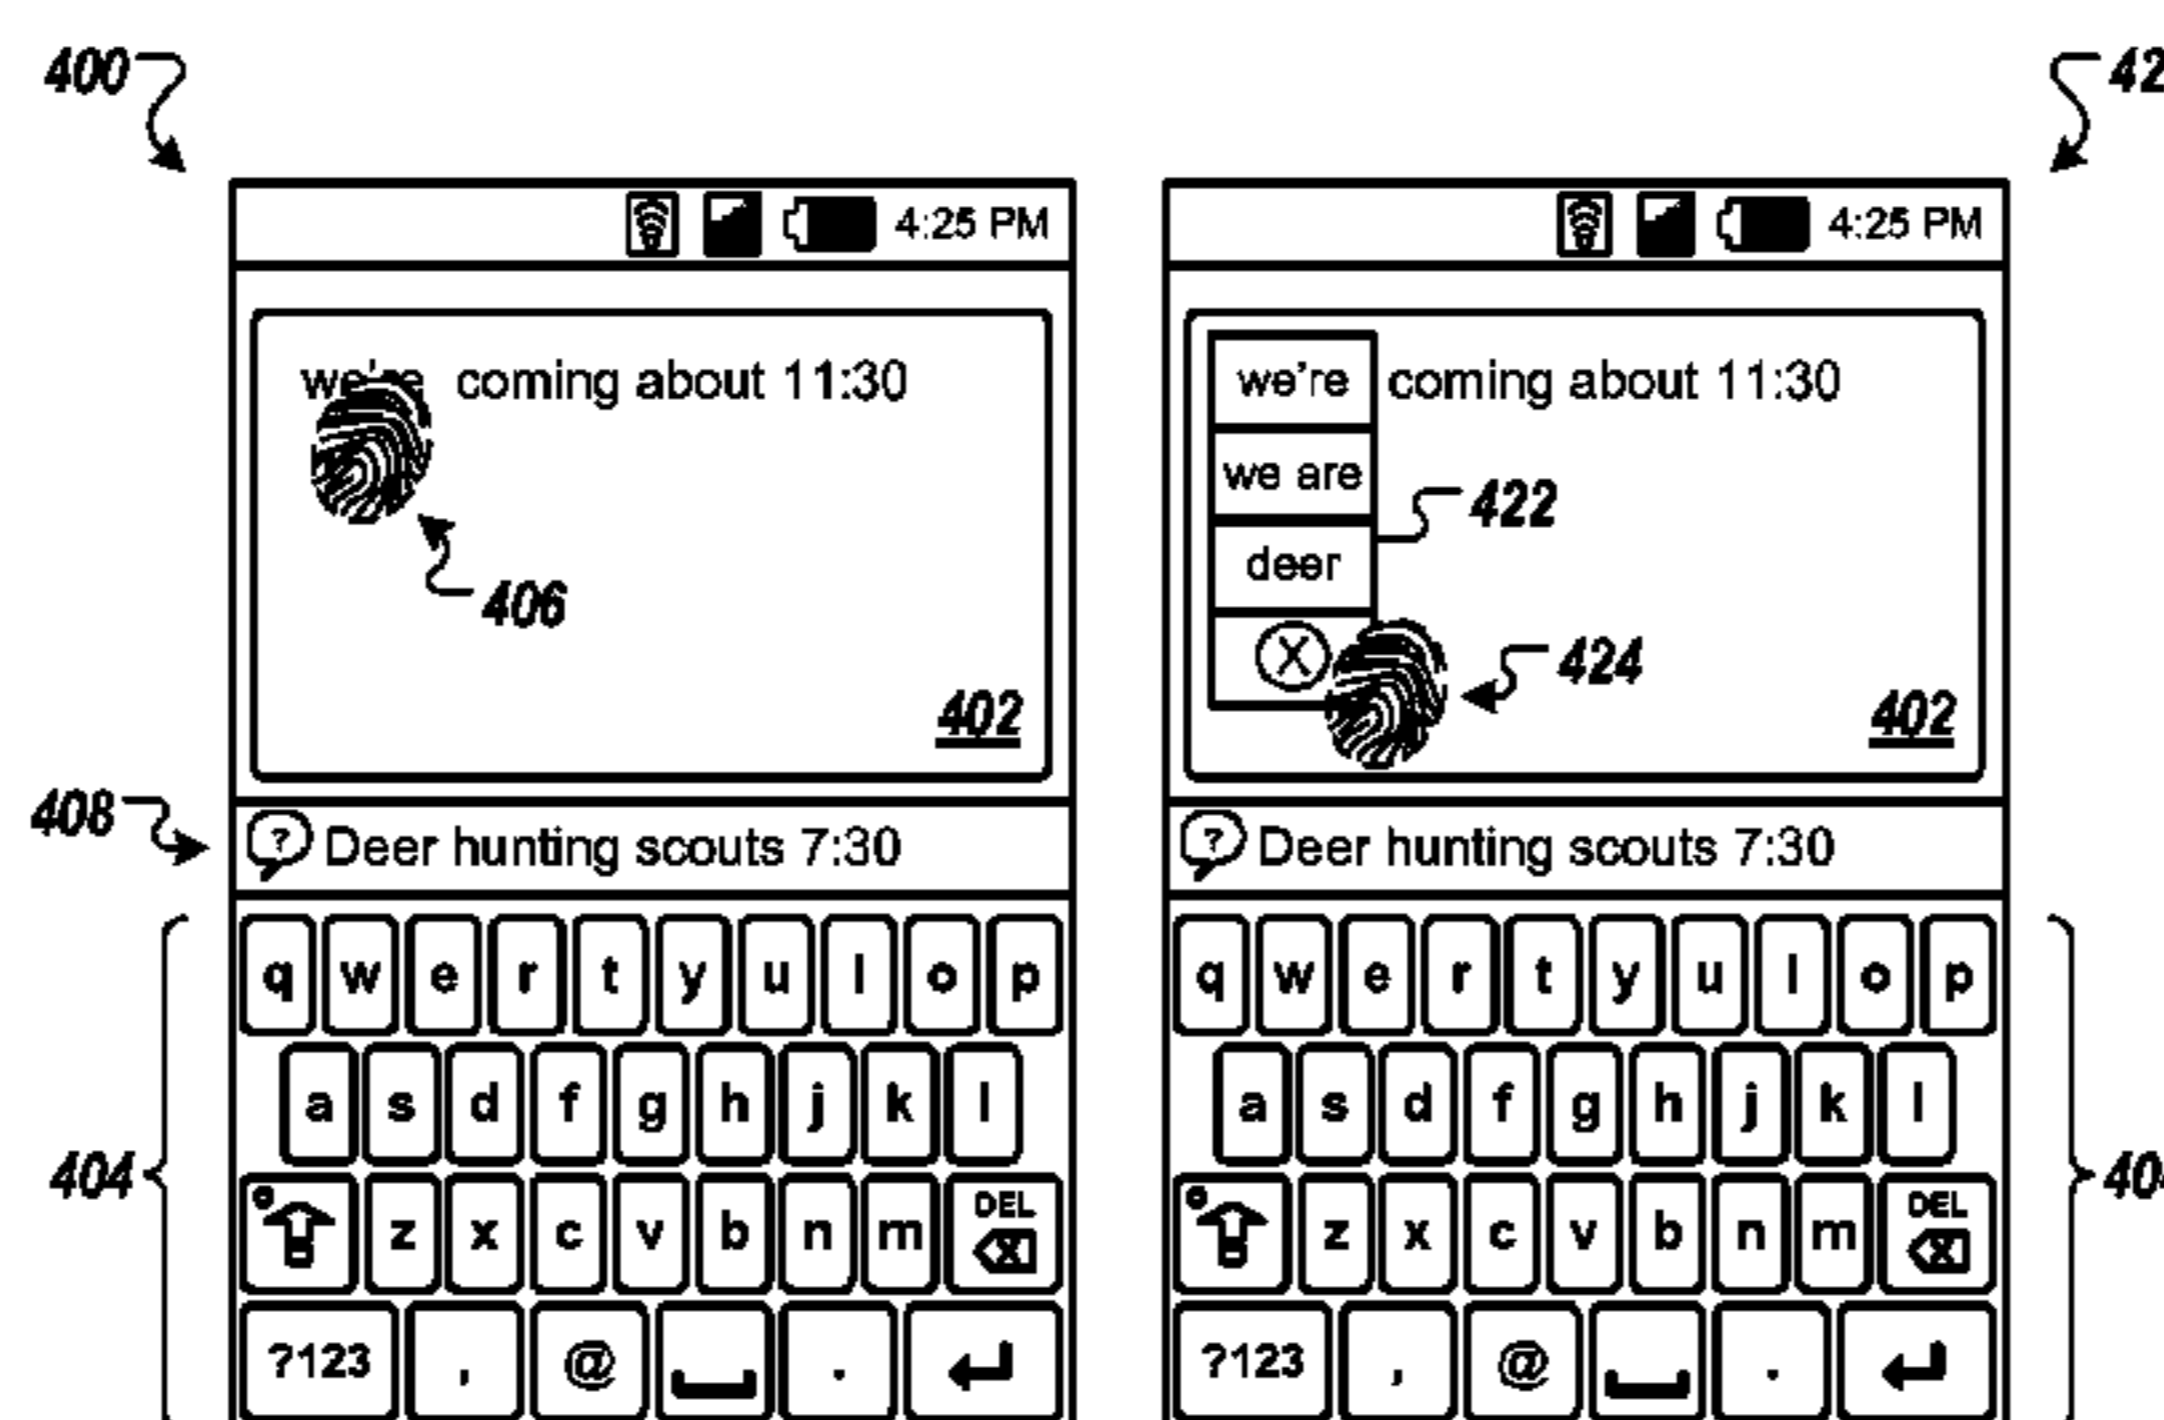 400
4:25 PM
we're coming about 11:30
406
402
408
? Deer hunting scouts 7:30
404
q w e r t y u I o p
a s d f g h j k l
z x c v b n m DEL X
?123 , @ .
4:25 PM
we're coming about 11:30
we are
422
deer
X
424
402
? Deer hunting scouts 7:30
q w e r t y u I o p
a s d f g h j k l
z x c v b n m DEL X
?123 , @ .